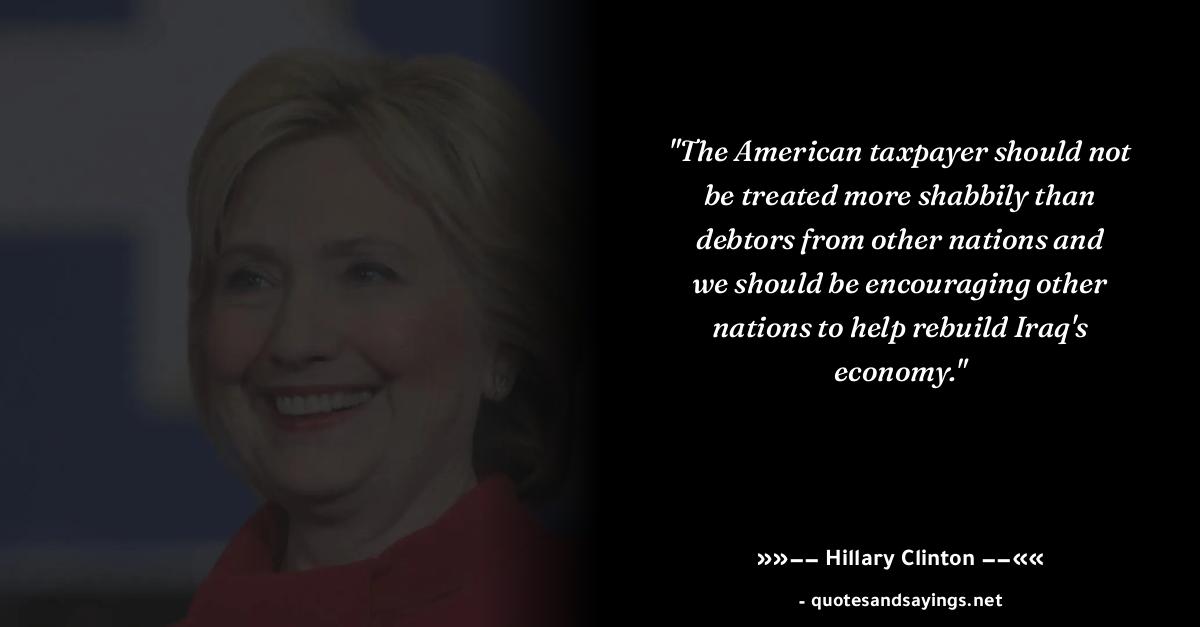 "The American taxpayer should not
be treated more shabbily than
debtors from other nations and
we should be encouraging other
nations to help rebuild Iraq's
economy."
»»−− Hillary Clinton −−««
- quotesandsayings.net